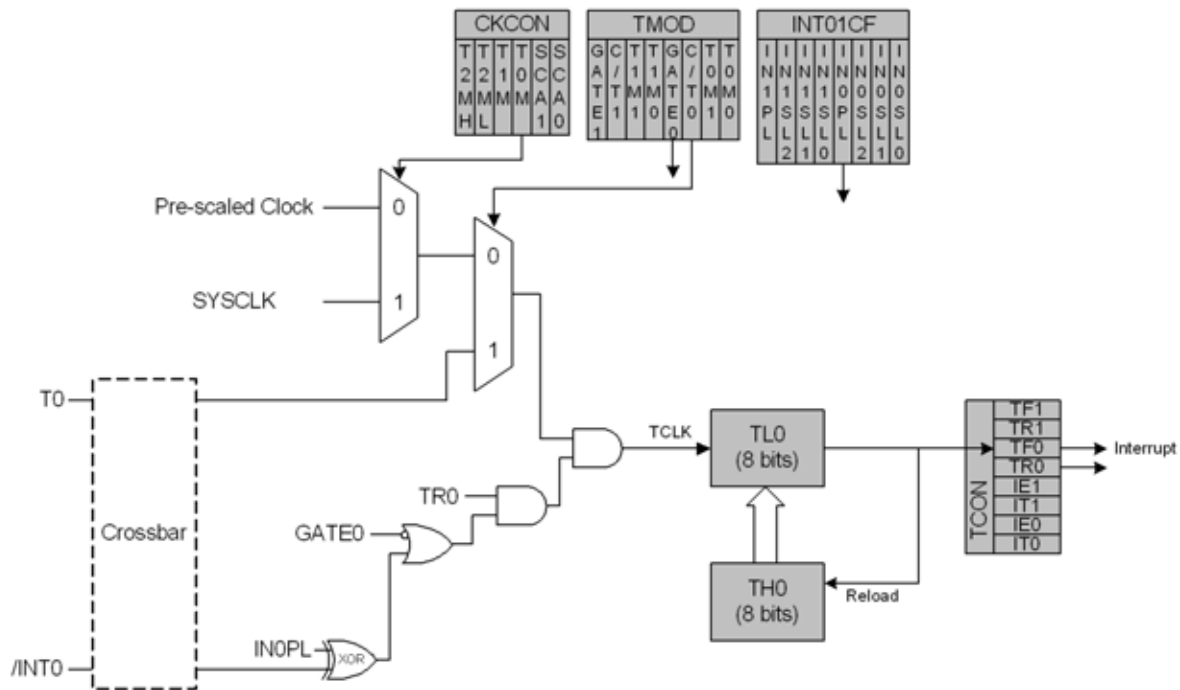 CKCON
T2MH
T2ML
T1M
T0M
SCA1
SCA0
TMOD
GATE1
C/T1
T1M1
T1M0
GATE0
C/T0
T0M1
T0M0
INT01CF
IN1PL
IN1SL2
IN1SL1
IN1SL0
IN0PL
IN0SL2
IN0SL1
IN0SL0
Pre-scaled Clock
0
SYSCLK
1
0
1
T0
Crossbar
/INT0
TR0
GATE0
IN0PL
XOR
TCLK
TL0
(8 bits)
TH0
(8 bits)
Reload
TCON
TF1
TR1
TF0
TR0
IE1
IT1
IE0
IT0
Interrupt